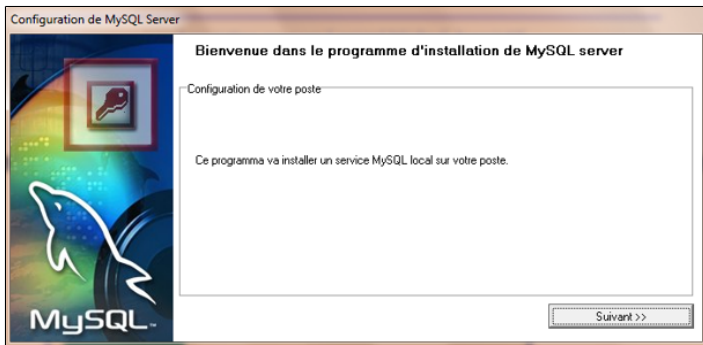 Configuration de MySQL Server
Bienvenue dans le programme d'installation de MySQL server
Configuration de votre poste
Ce programma va installer un service MySQL local sur votre poste.
MySQL™
Suivant >>